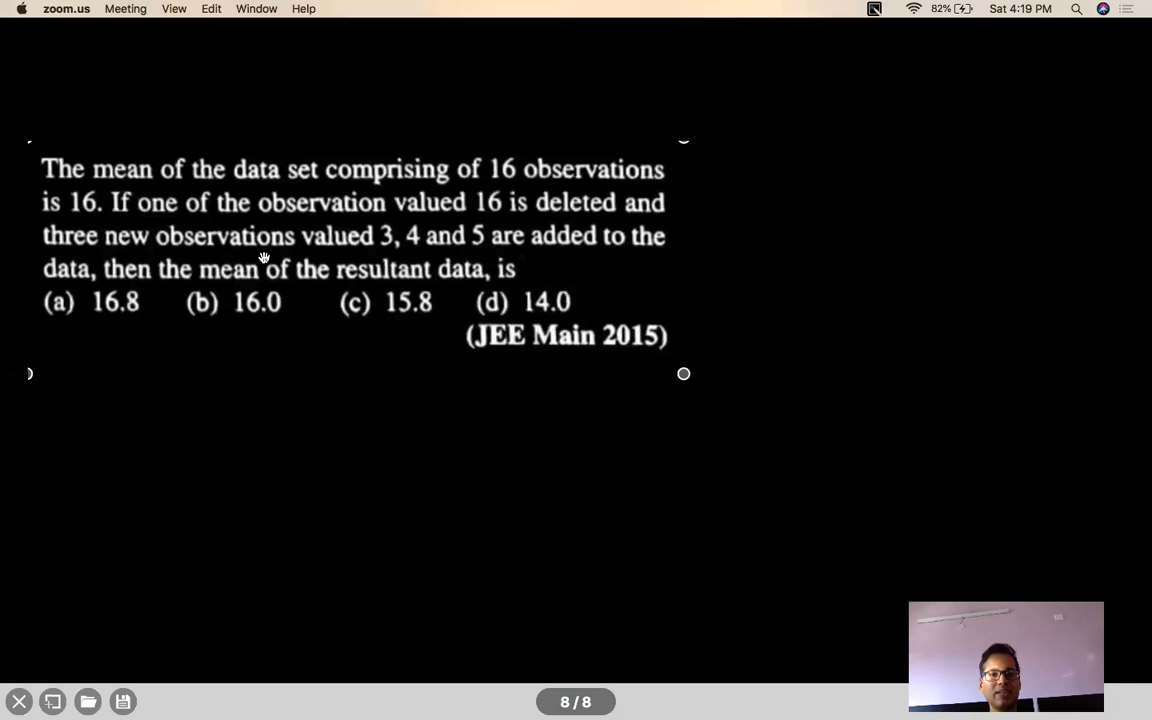 zoom.us Meeting View Edit Window Help 82% Sat 4:19 PM
The mean of the data set comprising of 16 observations
is 16. If one of the observation valued 16 is deleted and
three new observations valued 3, 4 and 5 are added to the
data, then the mean of the resultant data, is
(a) 16.8 (b) 16.0 (c) 15.8 (d) 14.0
(JEE Main 2015)
8 / 8